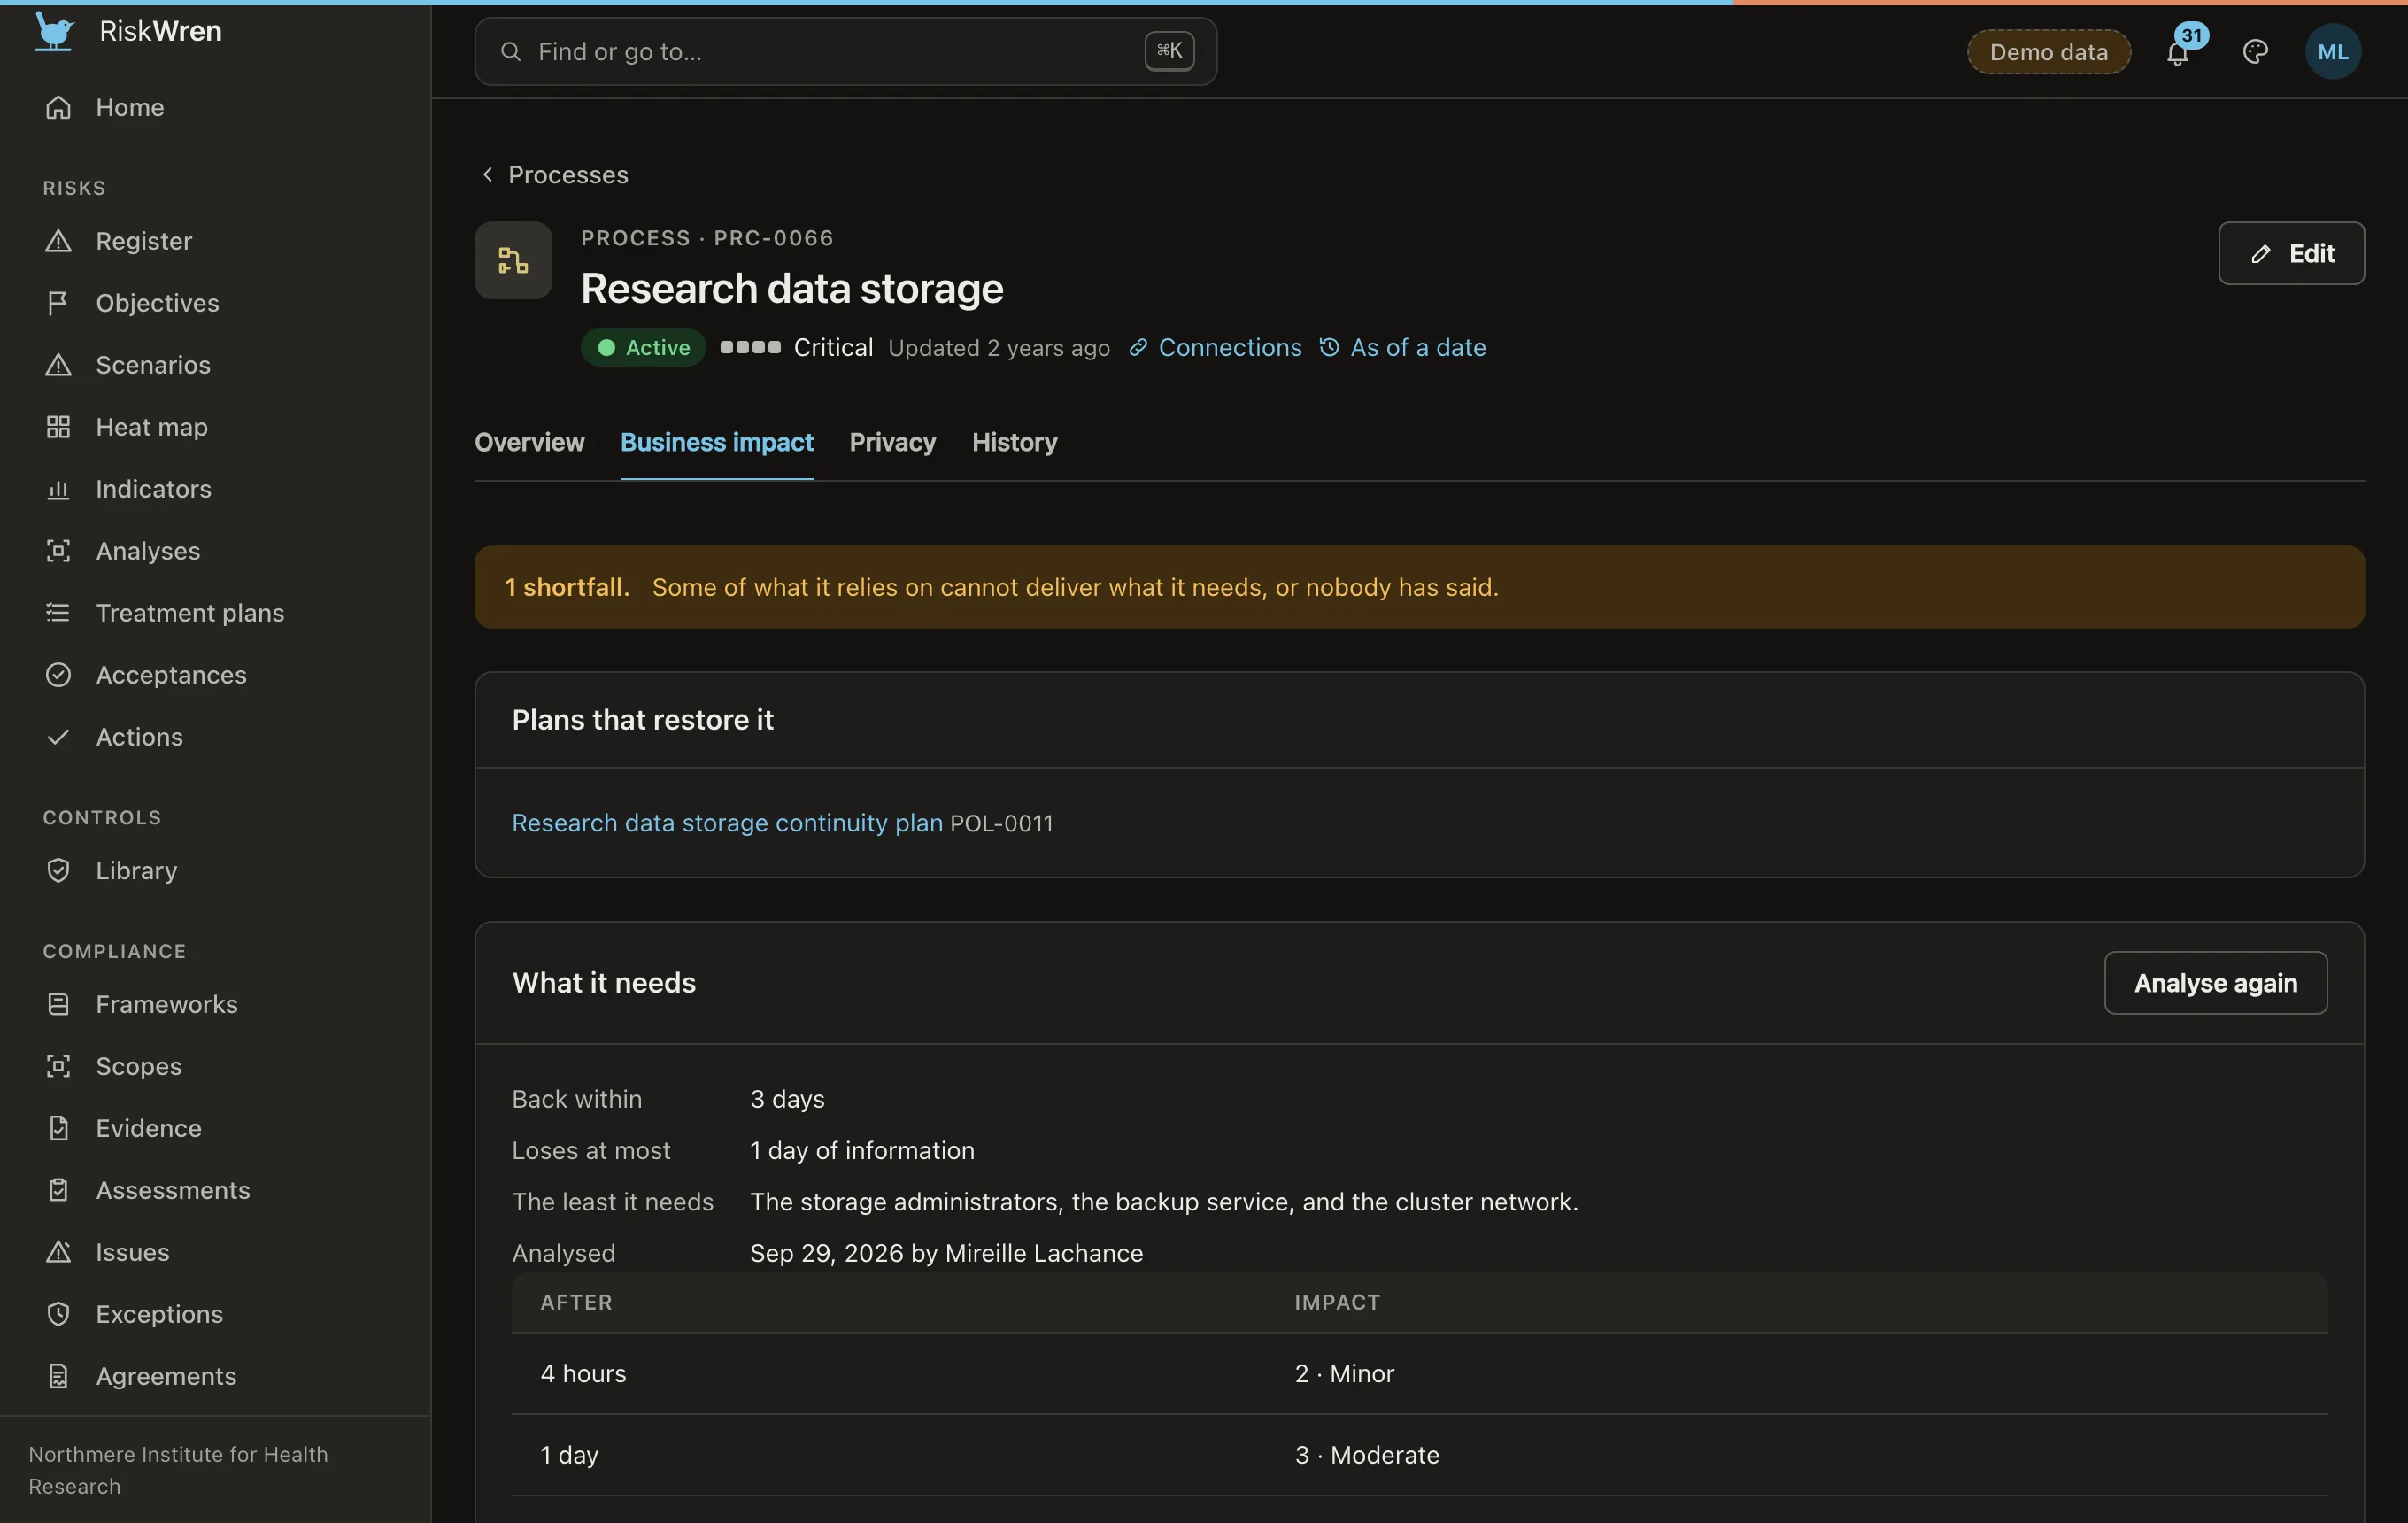 RiskWren
Find or go to...
⌘K
Demo data
31
ML
Home
RISKS
Register
Objectives
Scenarios
Heat map
Indicators
Analyses
Treatment plans
Acceptances
Actions
CONTROLS
Library
COMPLIANCE
Frameworks
Scopes
Evidence
Assessments
Issues
Exceptions
Agreements
Northmere Institute for Health
Research
Processes
PROCESS · PRC-0066
Research data storage
Edit
Active Critical Updated 2 years ago Connections As of a date
Overview Business impact Privacy History
1 shortfall. Some of what it relies on cannot deliver what it needs, or nobody has said.
Plans that restore it
Research data storage continuity plan POL-0011
What it needs
Analyse again
Back within 3 days
Loses at most 1 day of information
The least it needs The storage administrators, the backup service, and the cluster network.
Analysed Sep 29, 2026 by Mireille Lachance
AFTER IMPACT
4 hours 2 · Minor
1 day 3 · Moderate